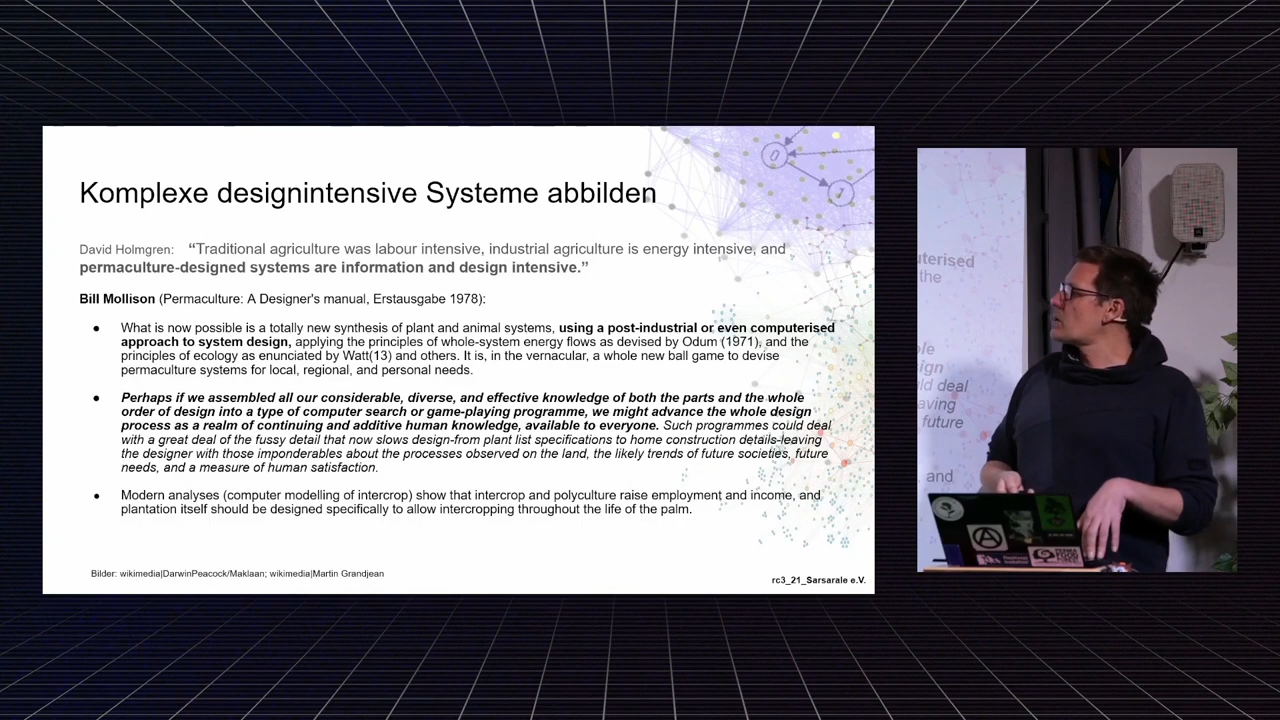 Komplexe designintensive Systeme abbilden
David Holmgren: “Traditional agriculture was labour intensive, industrial agriculture is energy intensive, and
permaculture-designed systems are information and design intensive.”
Bill Mollison (Permaculture: A Designer's manual, Erstausgabe 1978):
● What is now possible is a totally new synthesis of plant and animal systems, using a post-industrial or even computerised
approach to system design, applying the principles of whole-system energy flows as devised by Odum (1971), and the
principles of ecology as enunciated by Watt(13) and others. It is, in the vernacular, a whole new ball game to devise
permaculture systems for local, regional, and personal needs.
● Perhaps if we assembled all our considerable, diverse, and effective knowledge of both the parts and the whole
order of design into a type of computer search or game-playing programme, we might advance the whole design
process as a realm of continuing and additive human knowledge, available to everyone. Such programmes could deal
with a great deal of the fussy detail that now slows design-from plant list specifications to home construction details-leaving
the designer with those imponderables about the processes observed on the land, the likely trends of future societies, future
needs, and a measure of human satisfaction.
● Modern analyses (computer modelling of intercrop) show that intercrop and polyculture raise employment and income, and
plantation itself should be designed specifically to allow intercropping throughout the life of the palm.
Bilder: wikimedia|DarwinPeacock/Maklaan; wikimedia|Martin Grandjean
rc3_21_Sarsarale e.V.
uterised
the
ole
ign
ld deal
aving
future
and